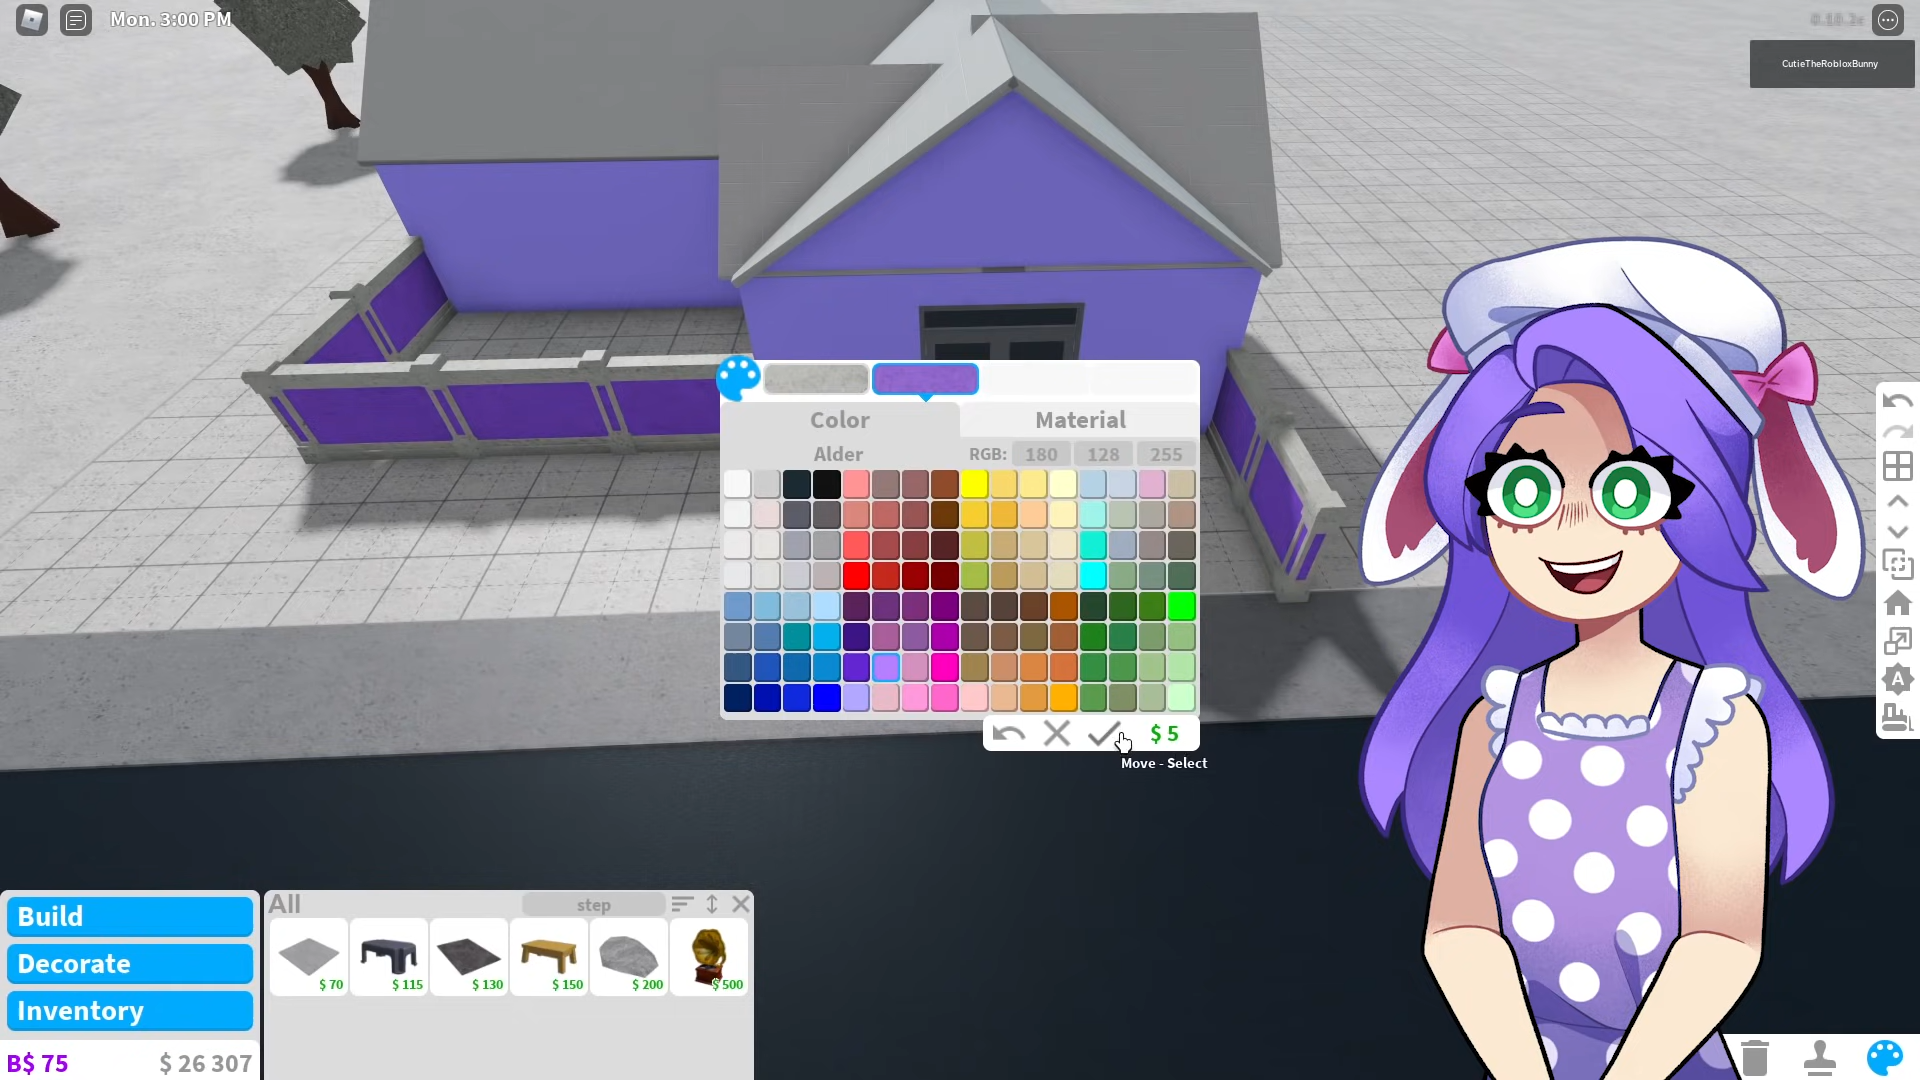 Mon. 3:00 PM
CutieTheRobloxBunny
Color
Material
Alder
RGB: 180 128 255
$ 5
Move - Select
A
Build
Decorate
Inventory
B$ 75
$ 26 307
All
step
$ 70
$ 115
$ 130
$ 150
$ 200
$ 500